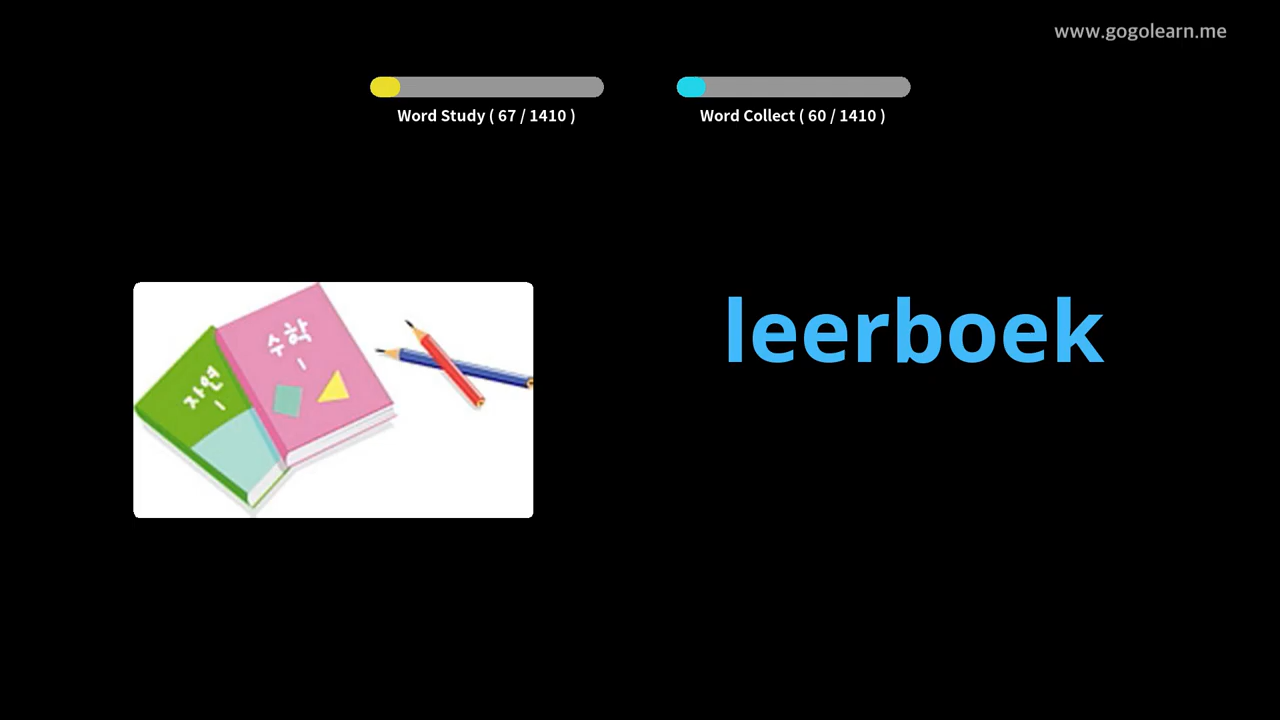 www.gogolearn.me
Word Study ( 67 / 1410 )
Word Collect ( 60 / 1410 )
leerboek
수학
1
자연
1